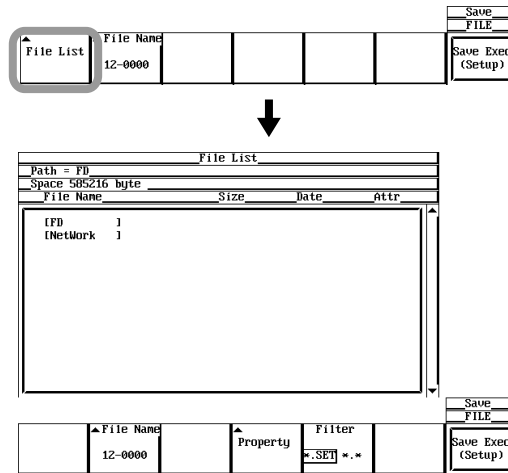 Save
FILE
File List
File Name
12-0000
Save Exec
(Setup)
File List
Path = FD
Space 585216 byte
File Name Size Date Attr
[FD ]
[NetWork ]
Save
FILE
File Name
12-0000
Property
Filter
*.SET *.*
Save Exec
(Setup)